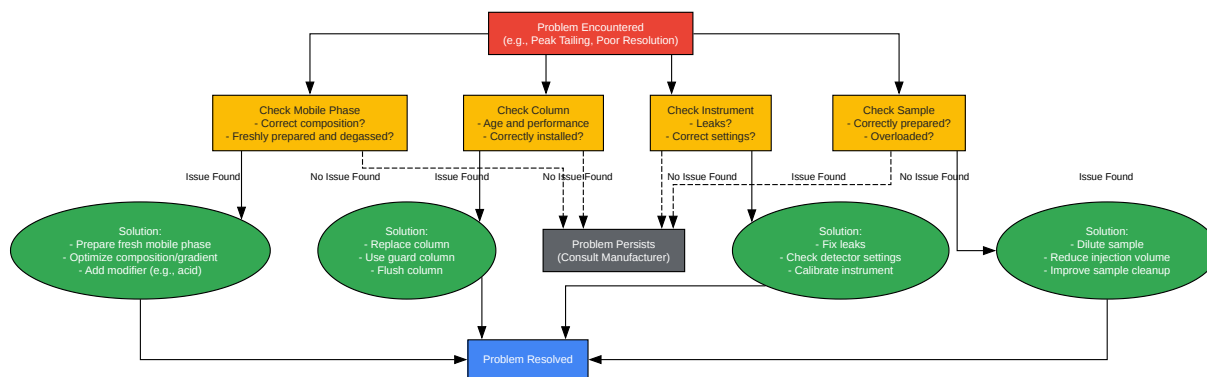 Problem Encountered
(e.g., Peak Tailing, Poor Resolution)
Check Mobile Phase
- Correct composition?
- Freshly prepared and degassed?
Check Column
- Age and performance
- Correctly installed?
Check Instrument
- Leaks?
- Correct settings?
Check Sample
- Correctly prepared?
- Overloaded?
Issue Found
No Issue Found
Issue Found
No Issue Found
No Issue Found
Issue Found
No Issue Found
Issue Found
Solution:
- Prepare fresh mobile phase
- Optimize composition/gradient
- Add modifier (e.g., acid)
Solution:
- Replace column
- Use guard column
- Flush column
Problem Persists
(Consult Manufacturer)
Solution:
- Fix leaks
- Check detector settings
- Calibrate instrument
Solution:
- Dilute sample
- Reduce injection volume
- Improve sample cleanup
Problem Resolved